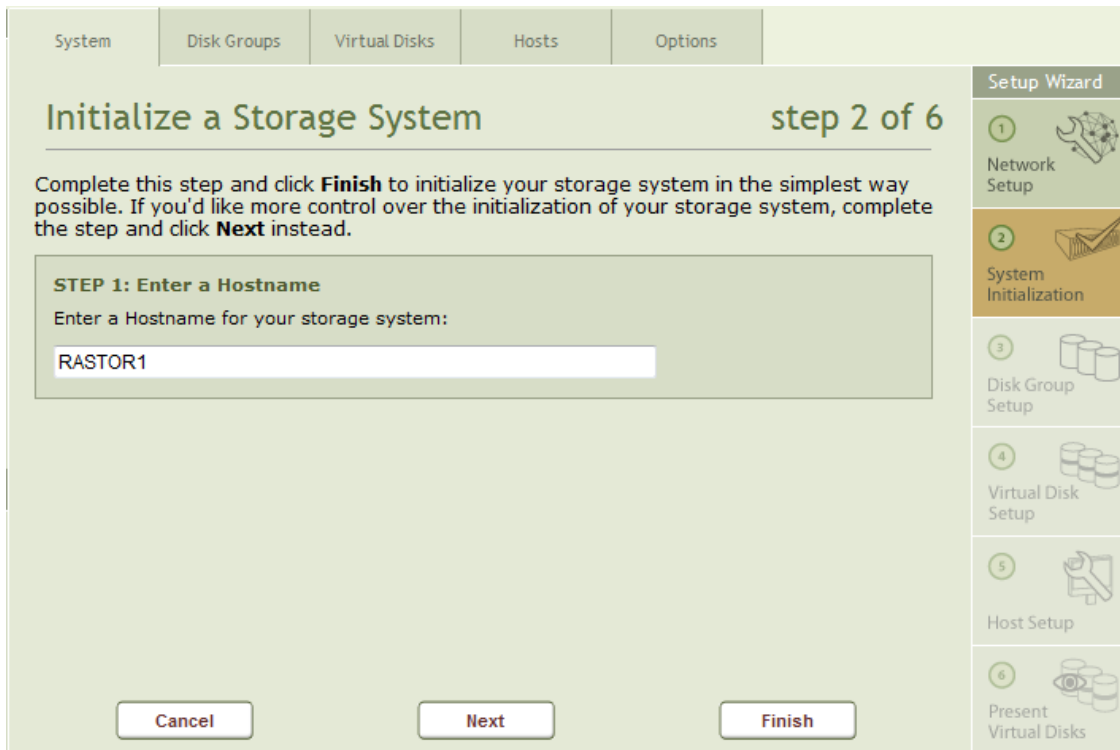 System
Disk Groups
Virtual Disks
Hosts
Options
Initialize a Storage System
step 2 of 6
Complete this step and click Finish to initialize your storage system in the simplest way
possible. If you'd like more control over the initialization of your storage system, complete
the step and click Next instead.
STEP 1: Enter a Hostname
Enter a Hostname for your storage system:
RASTOR1
Cancel
Next
Finish
Setup Wizard
1
Network
Setup
2
System
Initialization
3
Disk Group
Setup
4
Virtual Disk
Setup
5
Host Setup
6
Present
Virtual Disks